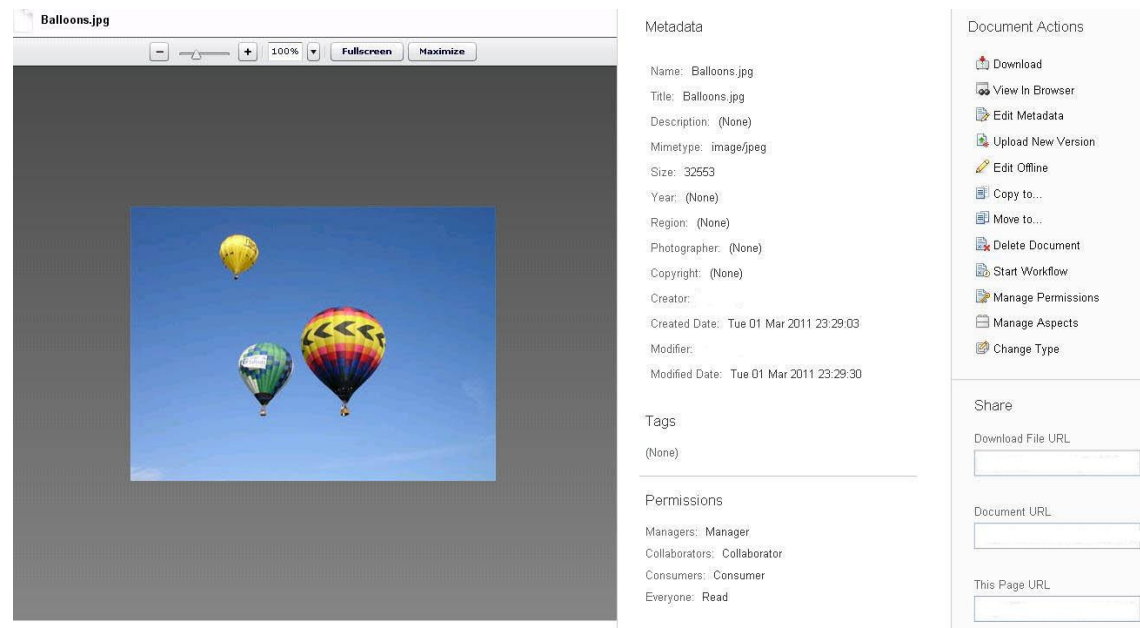 Balloons.jpg
100%
Fullscreen
Maximize
Metadata
Name: Balloons.jpg
Title: Balloons.jpg
Description: (None)
Mimetype: image/jpeg
Size: 32553
Year: (None)
Region: (None)
Photographer: (None)
Copyright: (None)
Creator:
Created Date: Tue 01 Mar 2011 23:29:03
Modifier:
Modified Date: Tue 01 Mar 2011 23:29:30
Tags
(None)
Permissions
Managers: Manager
Collaborators: Collaborator
Consumers: Consumer
Everyone: Read
Document Actions
Download
View In Browser
Edit Metadata
Upload New Version
Edit Offline
Copy to...
Move to...
Delete Document
Start Workflow
Manage Permissions
Manage Aspects
Change Type
Share
Download File URL
Document URL
This Page URL